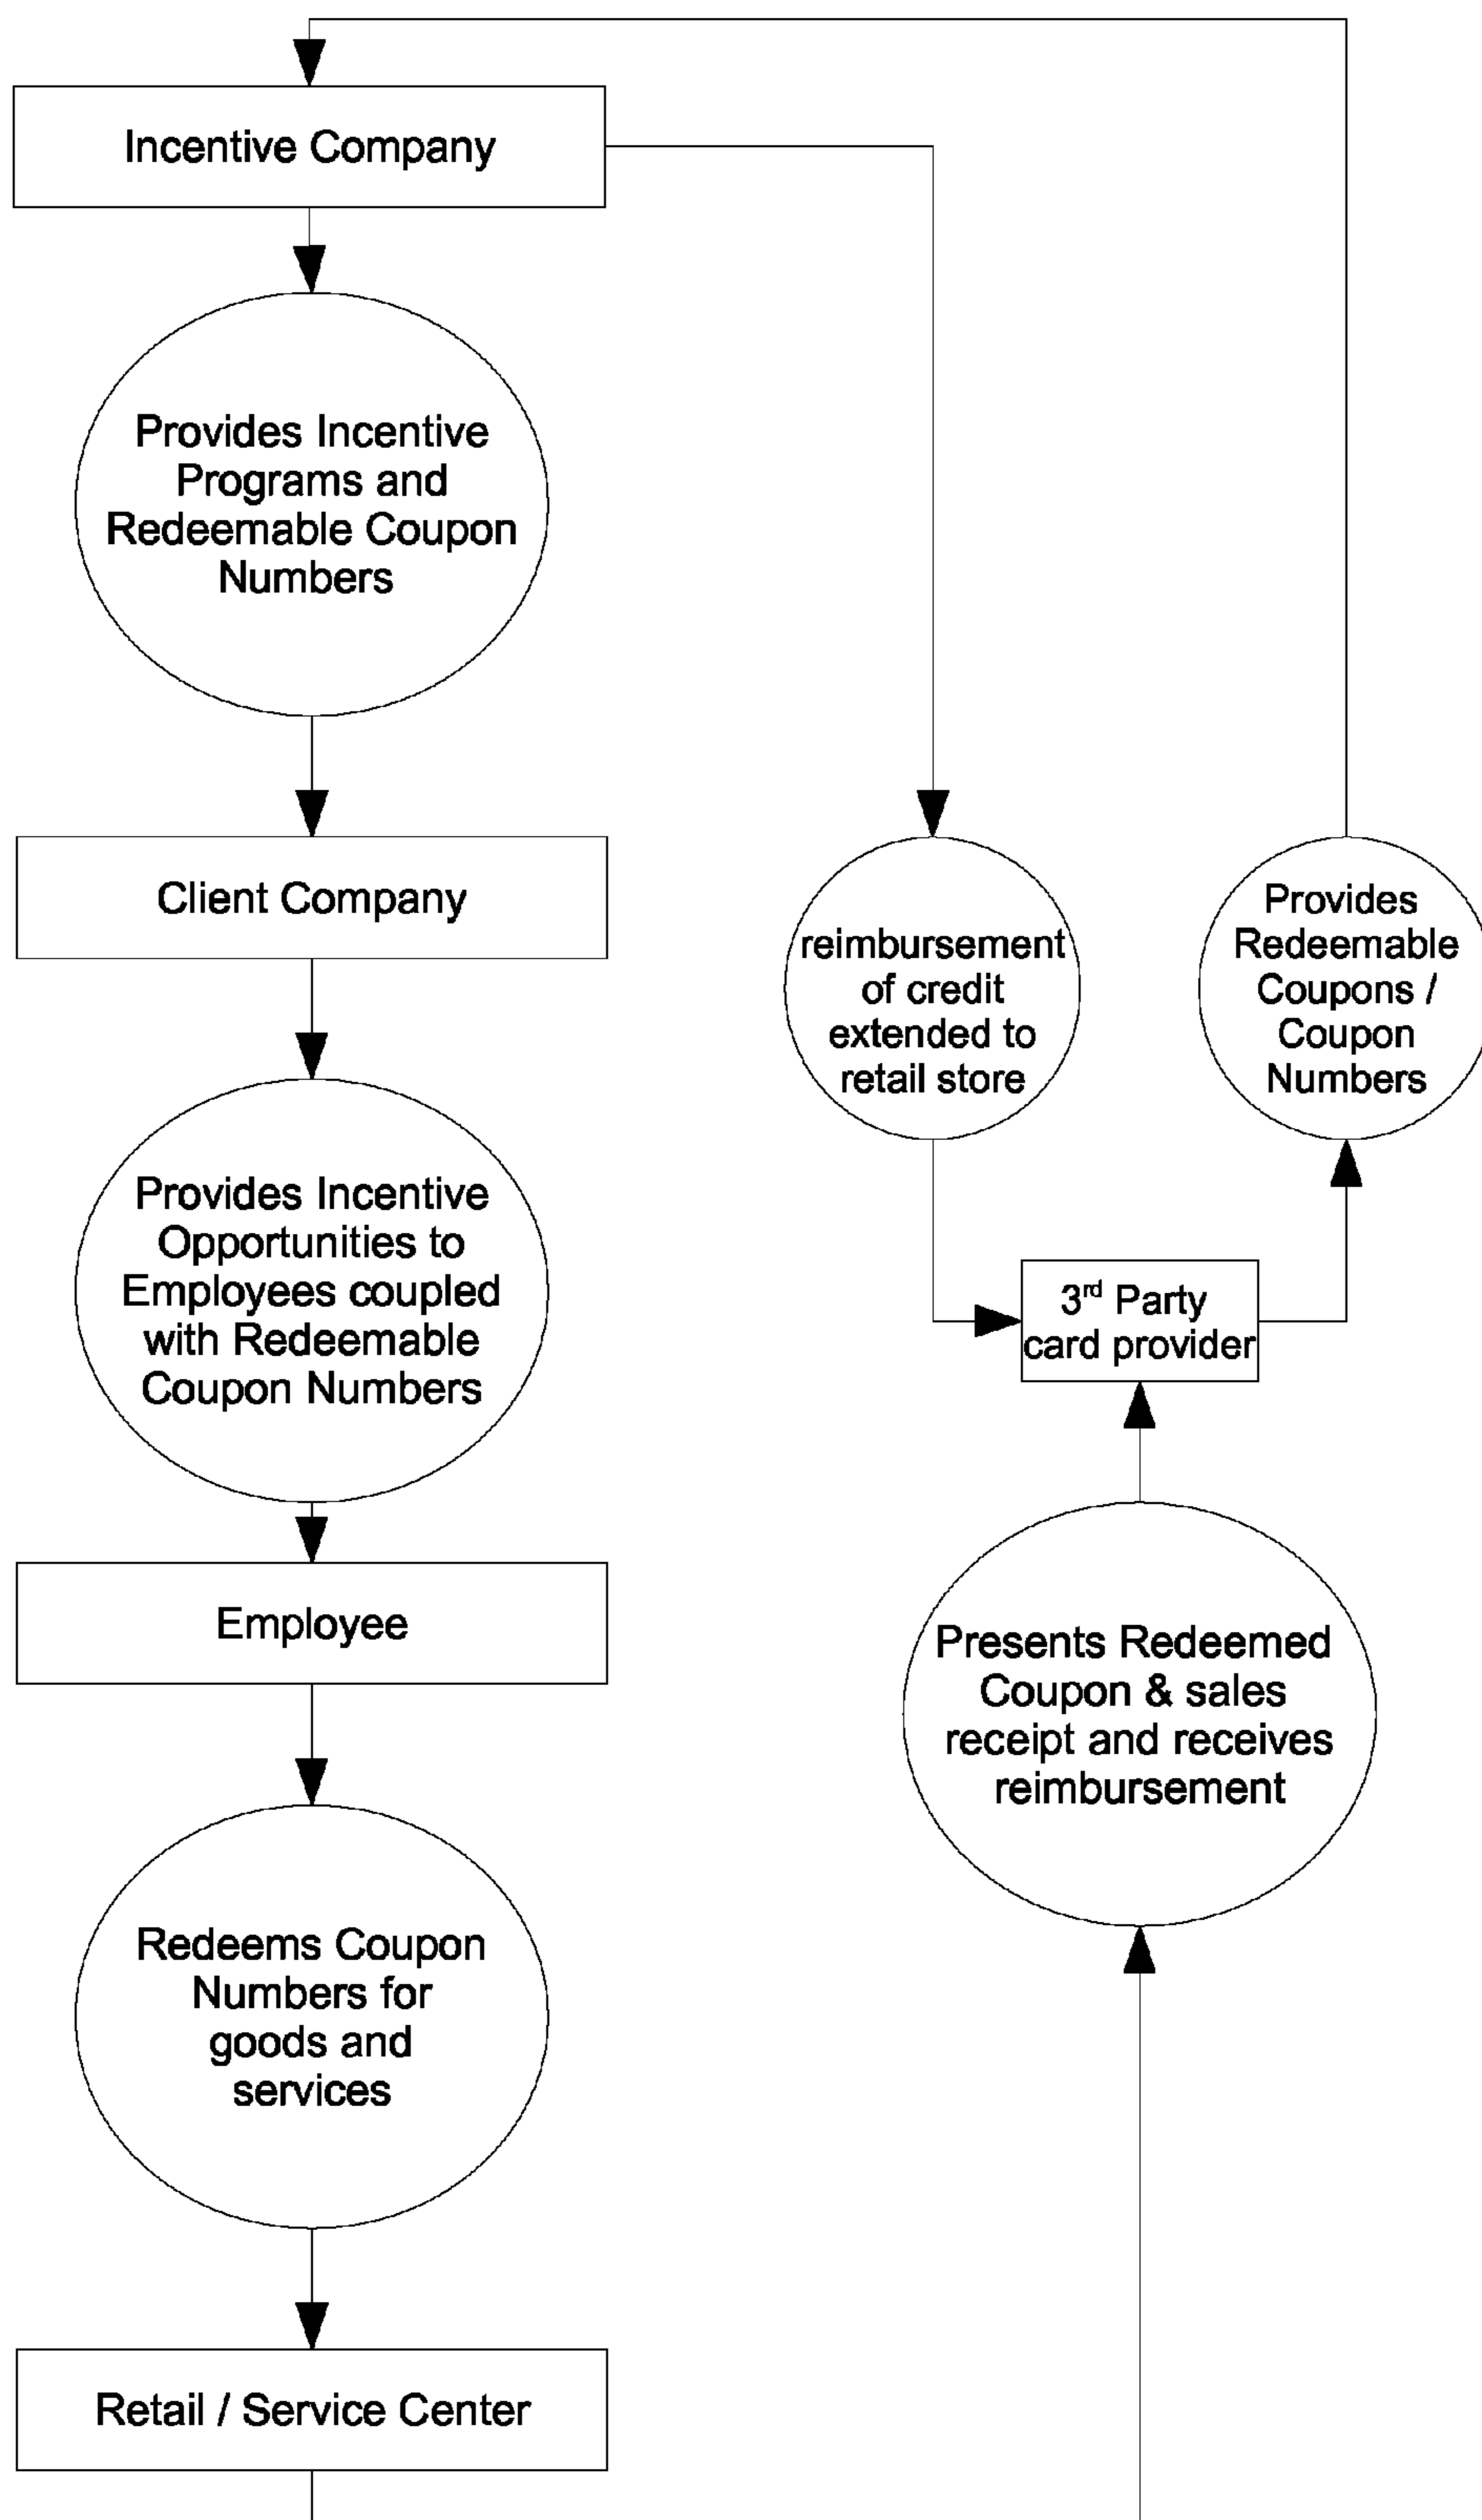 Incentive Company
Provides Incentive
Programs and
Redeemable Coupon
Numbers
Client Company
reimbursement
of credit
extended to
retail store
Provides
Redeemable
Coupons /
Coupon
Numbers
Provides Incentive
Opportunities to
Employees coupled
with Redeemable
Coupon Numbers
3rd Party
card provider
Employee
Presents Redeemed
Coupon & sales
receipt and receives
reimbursement
Redeems Coupon
Numbers for
goods and
services
Retail / Service Center